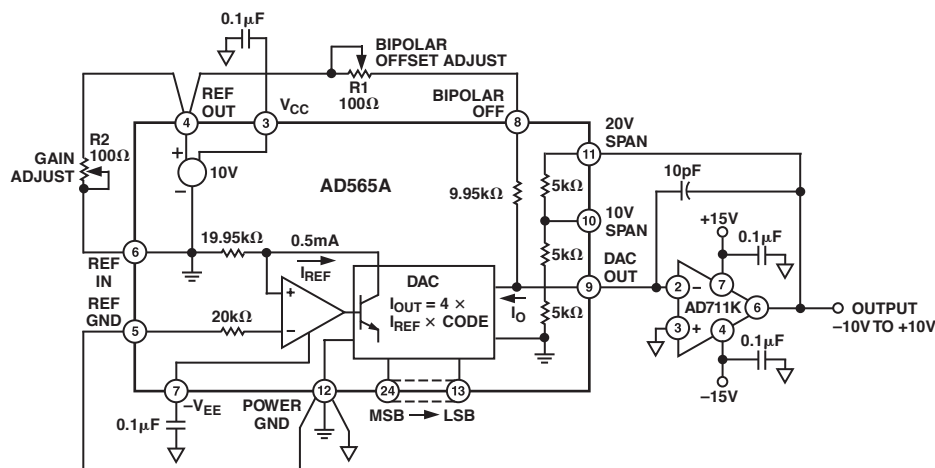 0.1µF
BIPOLAR
OFFSET ADJUST
R1
100Ω
REF
OUT
VCC
BIPOLAR
OFF
20V
SPAN
4
3
8
11
R2
100Ω
GAIN
ADJUST
+
10V
–
AD565A
9.95kΩ
5kΩ
10pF
10
10V
SPAN
+15V
0.1µF
6
19.95kΩ
0.5mA
IREF
5kΩ
DAC
OUT
REF
IN
9
2
–
7
AD711K
6
OUTPUT
–10V TO +10V
REF
GND
+
DAC
IOUT = 4 ×
IREF × CODE
IO
5kΩ
3
+
4
5
20kΩ
–
0.1µF
–15V
7
12
24
13
–VEE
POWER
GND
MSB
LSB
0.1µF